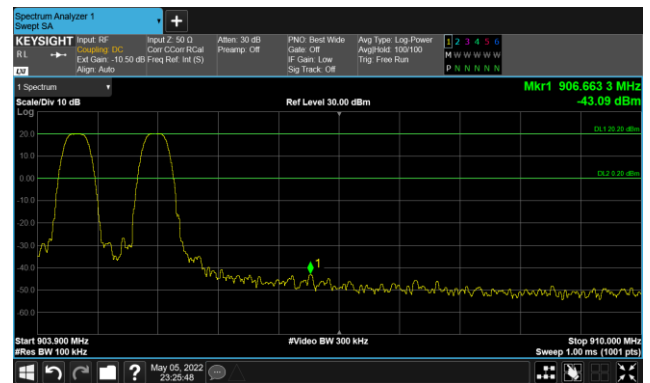 Spectrum Analyzer 1
Swept SA
+
KEYSIGHT
RL
LXI
Input: RF
Coupling: DC
Ext Gain: -10.50 dB
Align: Auto
Input Z: 50 Ω
Corr CCorr RCal
Freq Ref: Int (S)
Atten: 30 dB
Preamp: Off
PNO: Best Wide
Gate: Off
IF Gain: Low
Sig Track: Off
Avg Type: Log-Power
Avg|Hold: 100/100
Trig: Free Run
1 2 3 4 5 6
M W W W W W
P N N N N N
1 Spectrum
Scale/Div 10 dB
Ref Level 30.00 dBm
Mkr1 906.663 3 MHz
-43.09 dBm
Log
20.0
10.0
0.00
-10.0
-20.0
-30.0
-40.0
-50.0
-60.0
DL1 20.20 dBm
DL2 0.20 dBm
1
Start 903.900 MHz
#Video BW 300 kHz
Stop 910.000 MHz
#Res BW 100 kHz
Sweep 1.00 ms (1001 pts)
?
May 05, 2022
23:25:48